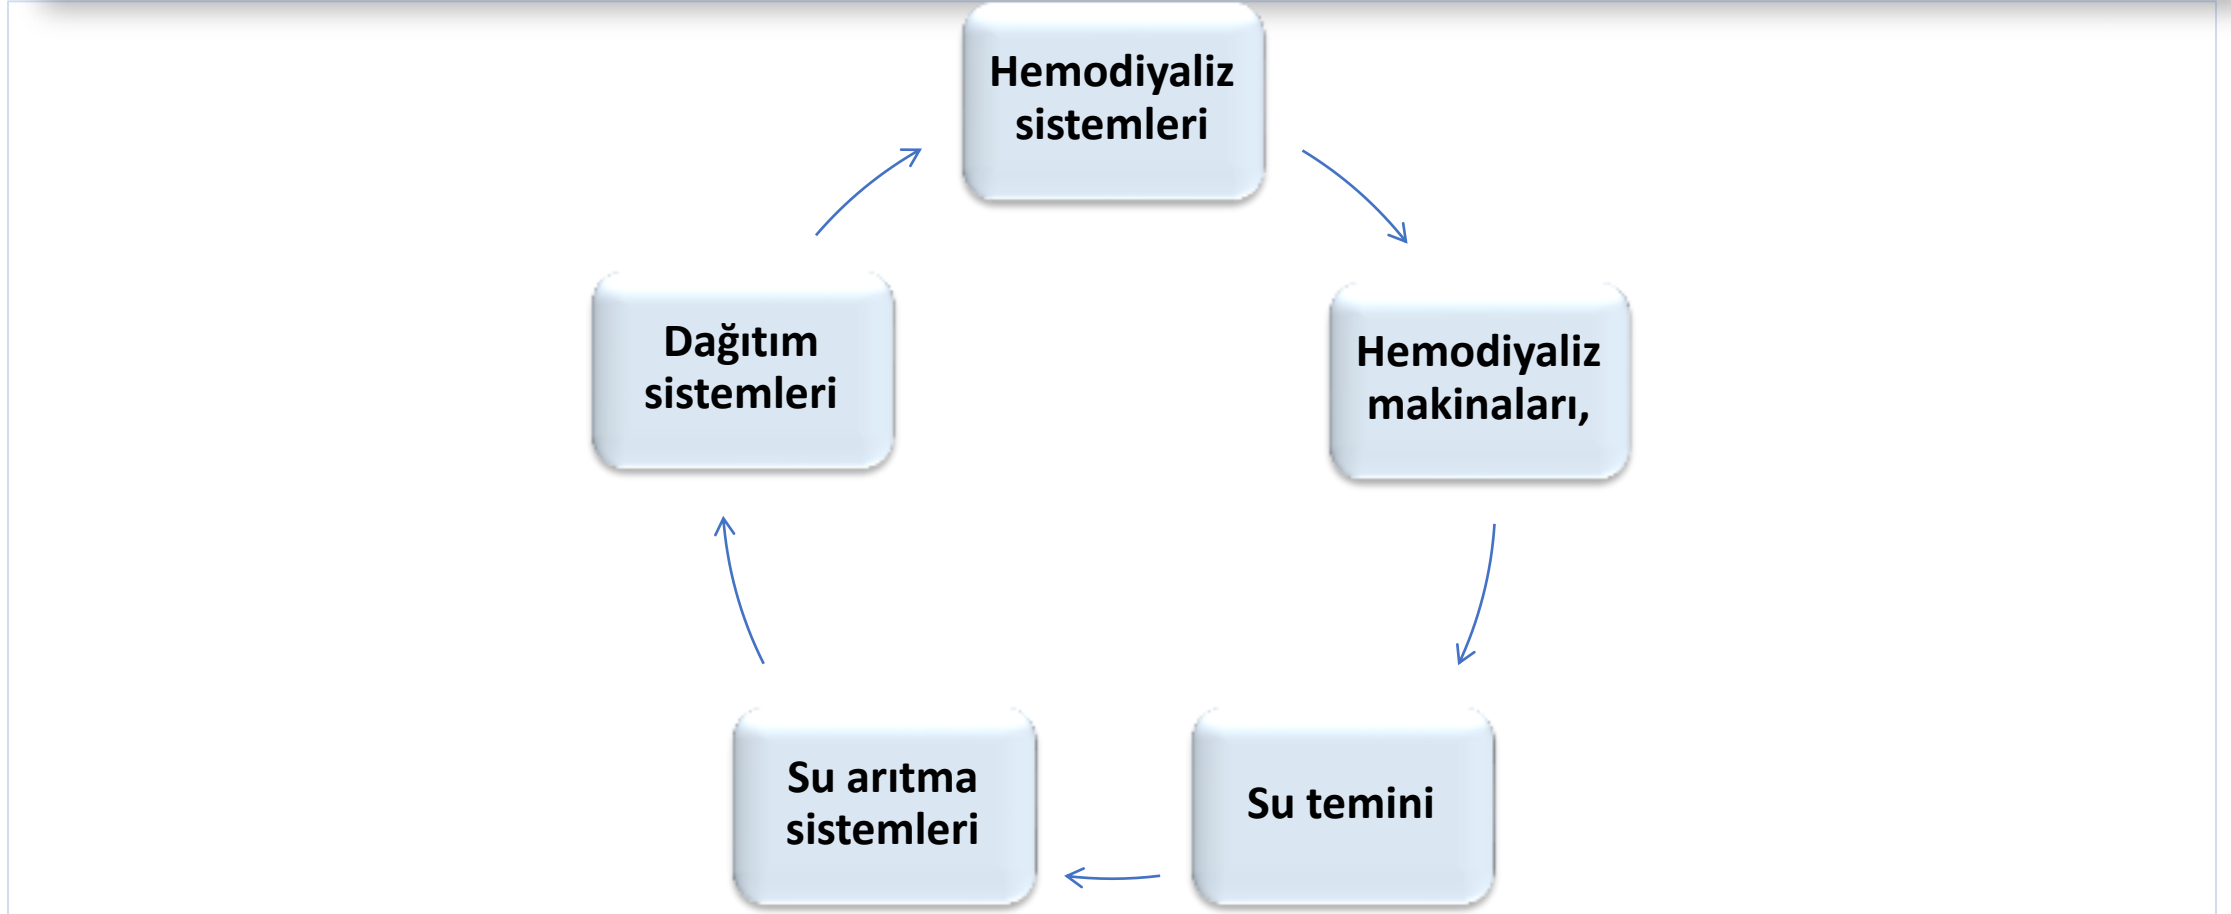 Hemodiyaliz
sistemleri
Hemodiyaliz
makinaları,
Su temini
Su arıtma
sistemleri
Dağıtım
sistemleri